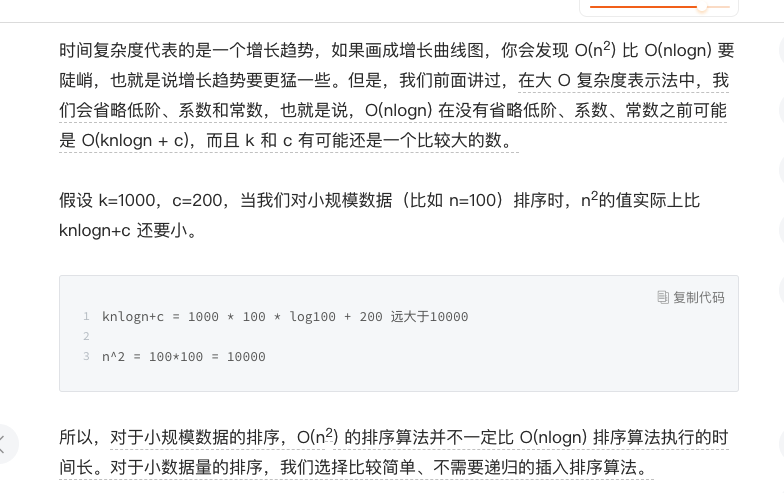 时间复杂度代表的是一个增长趋势，如果画成增长曲线图，你会发现 O(n²) 比 O(nlogn) 要
陡峭，也就是说增长趋势要更猛一些。但是，我们前面讲过，在大 O 复杂度表示法中，我
们会省略低阶、系数和常数，也就是说，O(nlogn) 在没有省略低阶、系数、常数之前可能
是 O(knlogn + c)，而且 k 和 c 有可能还是一个比较大的数。
假设 k=1000，c=200，当我们对小规模数据（比如 n=100）排序时，n²的值实际上比
knlogn+c 还要小。
复制代码
1 knlogn+c = 1000 * 100 * log100 + 200 远大于10000
2
3 n^2 = 100*100 = 10000
所以，对于小规模数据的排序，O(n²) 的排序算法并不一定比 O(nlogn) 排序算法执行的时
间长。对于小数据量的排序，我们选择比较简单、不需要递归的插入排序算法。